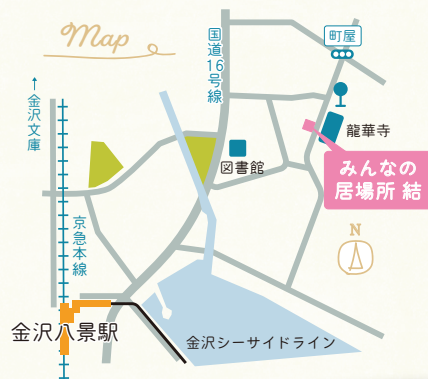 Map
国道16号線
町屋
↑金沢文庫
龍華寺
図書館
みんなの
居場所 結
京急本線
N
金沢八景駅
金沢シーサイドライン